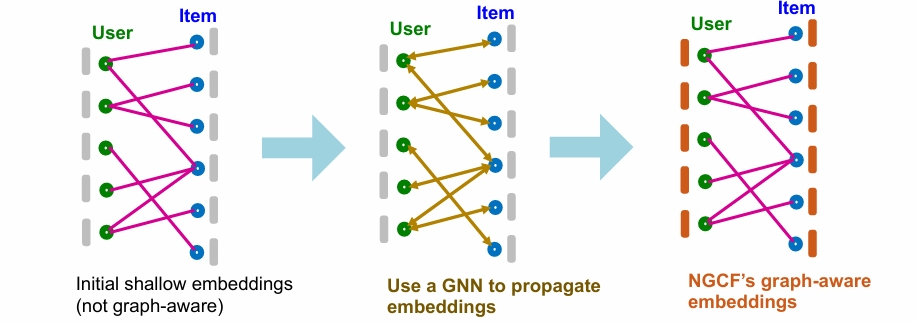 User
Item
Initial shallow embeddings
(not graph-aware)
User
Item
Use a GNN to propagate
embeddings
User
Item
NGCF's graph-aware
embeddings